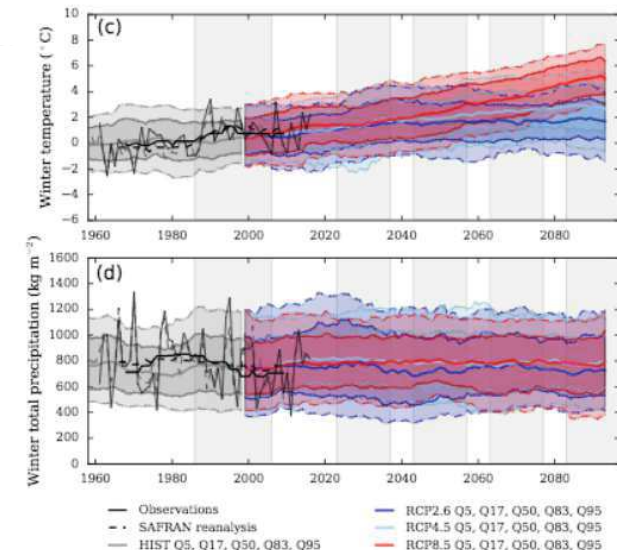 (c)
Winter temperature (°C)
10
8
6
4
2
0
−2
−4
−6
1960 1980 2000 2020 2040 2060 2080
(d)
Winter total precipitation (kg m⁻²)
1600
1400
1200
1000
800
600
400
200
0
1960 1980 2000 2020 2040 2060 2080
Observations
SAFRAN reanalysis
HIST Q5, Q17, Q50, Q83, Q95
RCP2.6 Q5, Q17, Q50, Q83, Q95
RCP4.5 Q5, Q17, Q50, Q83, Q95
RCP8.5 Q5, Q17, Q50, Q83, Q95